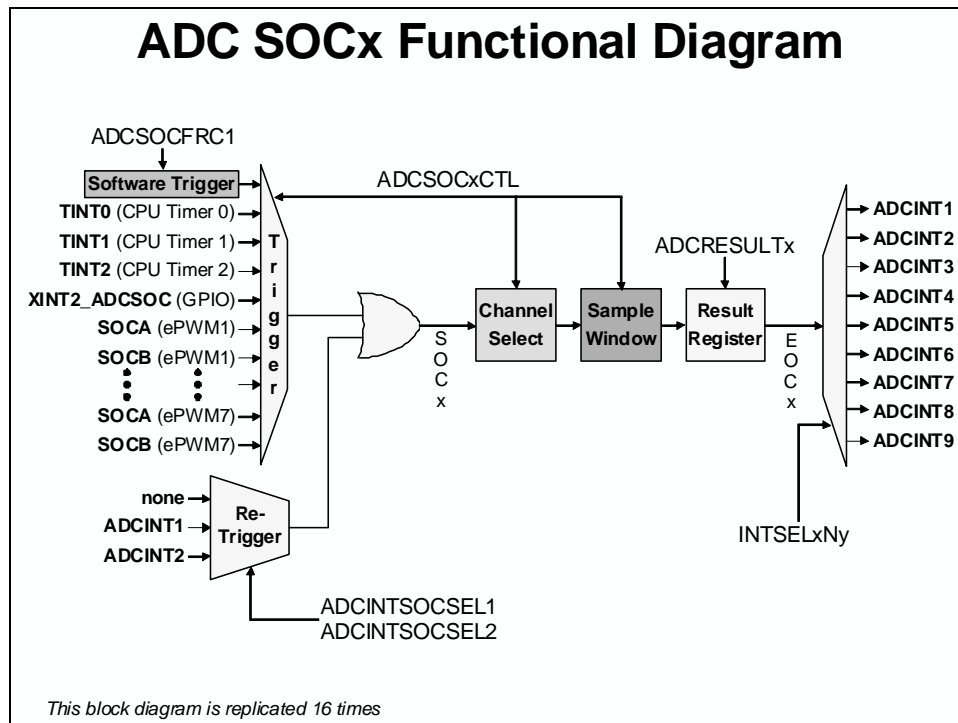 ADC SOCx Functional Diagram
ADCSOCFRC1
Software Trigger
TINT0 (CPU Timer 0)
TINT1 (CPU Timer 1)
TINT2 (CPU Timer 2)
XINT2_ADCSOC (GPIO)
SOCA (ePWM1)
SOCB (ePWM1)
SOCA (ePWM7)
SOCB (ePWM7)
Trigger
none
ADCINT1
ADCINT2
Re-
Trigger
ADCINTSOCSEL1
ADCINTSOCSEL2
ADCSOCxCTL
SOCx
Channel
Select
Sample
Window
ADCRESULTx
Result
Register
EOCx
ADCINT1
ADCINT2
ADCINT3
ADCINT4
ADCINT5
ADCINT6
ADCINT7
ADCINT8
ADCINT9
INTSELxNy
This block diagram is replicated 16 times